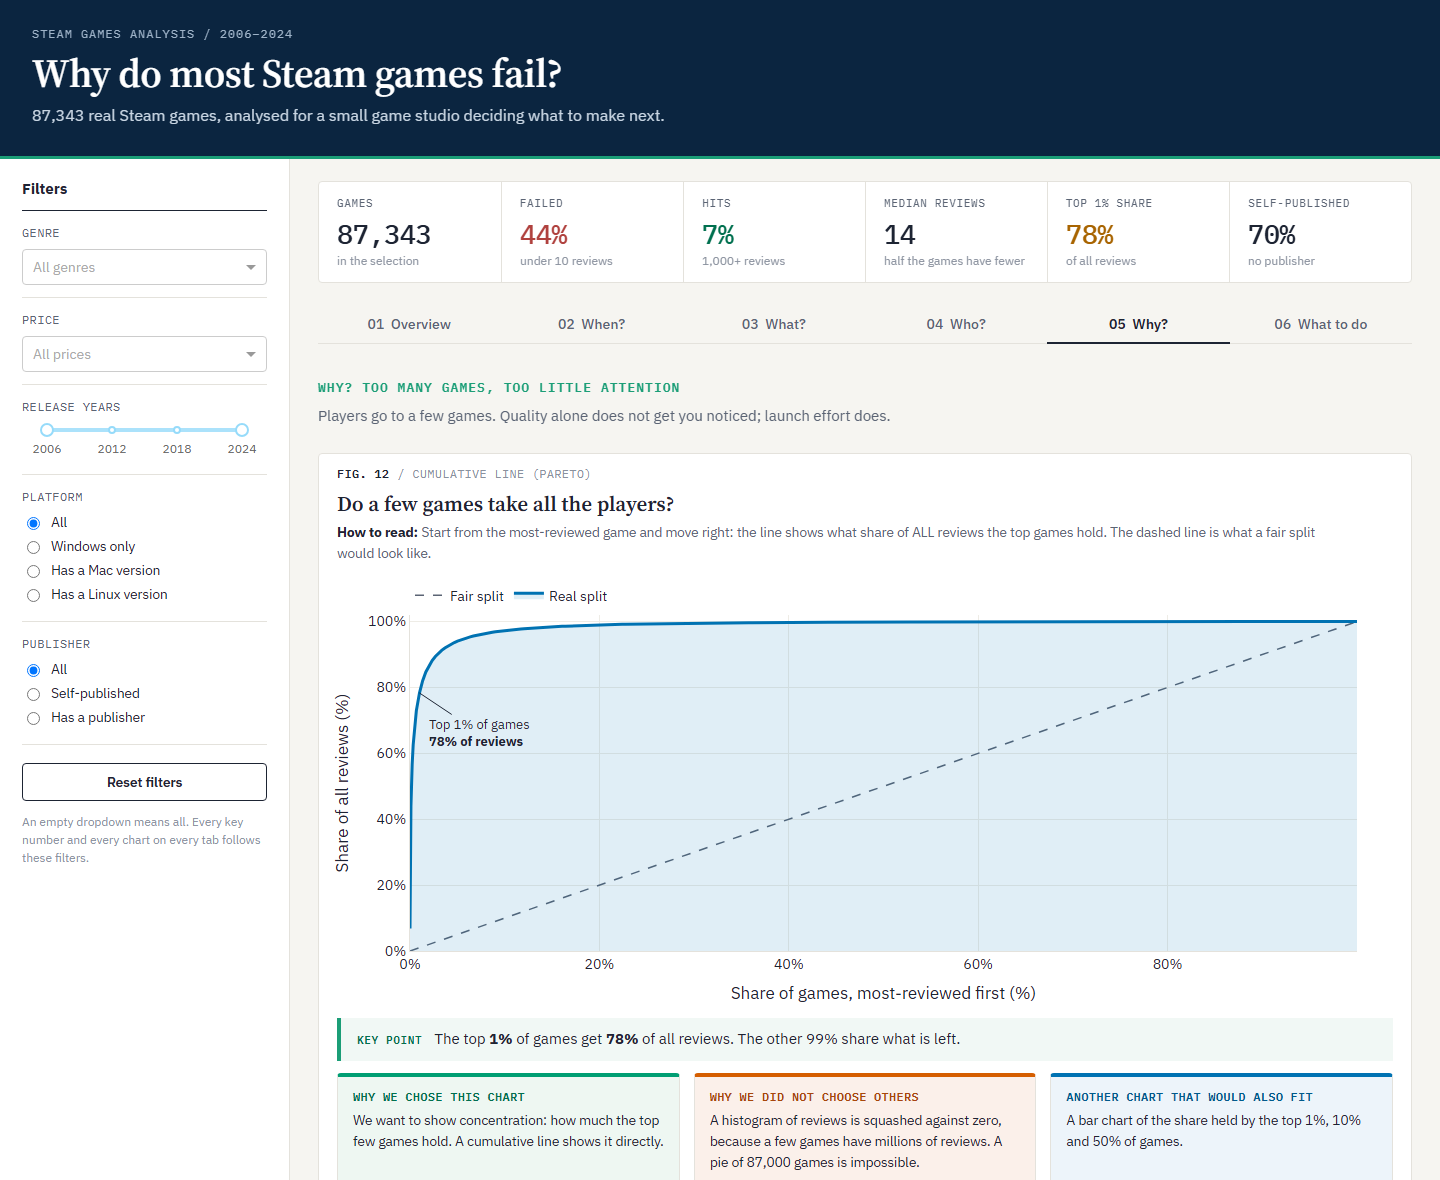 STEAM GAMES ANALYSIS / 2006–2024
Why do most Steam games fail?
87,343 real Steam games, analysed for a small game studio deciding what to make next.
Filters
GENRE
All genres
PRICE
All prices
RELEASE YEARS
2006 2012 2018 2024
PLATFORM
All
Windows only
Has a Mac version
Has a Linux version
PUBLISHER
All
Self-published
Has a publisher
Reset filters
An empty dropdown means all. Every key
number and every chart on every tab follows
these filters.
GAMES
87,343
in the selection
FAILED
44%
under 10 reviews
HITS
7%
1,000+ reviews
MEDIAN REVIEWS
14
half the games have fewer
TOP 1% SHARE
78%
of all reviews
SELF-PUBLISHED
70%
no publisher
01 Overview
02 When?
03 What?
04 Who?
05 Why?
06 What to do
WHY? TOO MANY GAMES, TOO LITTLE ATTENTION
Players go to a few games. Quality alone does not get you noticed; launch effort does.
FIG. 12 / CUMULATIVE LINE (PARETO)
Do a few games take all the players?
How to read: Start from the most-reviewed game and move right: the line shows what share of ALL reviews the top games hold. The dashed line is what a fair split
would look like.
Fair split Real split
Share of all reviews (%)
100%
80%
60%
40%
20%
0%
Top 1% of games
78% of reviews
0% 20% 40% 60% 80%
Share of games, most-reviewed first (%)
KEY POINT The top 1% of games get 78% of all reviews. The other 99% share what is left.
WHY WE CHOSE THIS CHART
We want to show concentration: how much the top
few games hold. A cumulative line shows it directly.
WHY WE DID NOT CHOOSE OTHERS
A histogram of reviews is squashed against zero,
because a few games have millions of reviews. A
pie of 87,000 games is impossible.
ANOTHER CHART THAT WOULD ALSO FIT
A bar chart of the share held by the top 1%, 10%
and 50% of games.